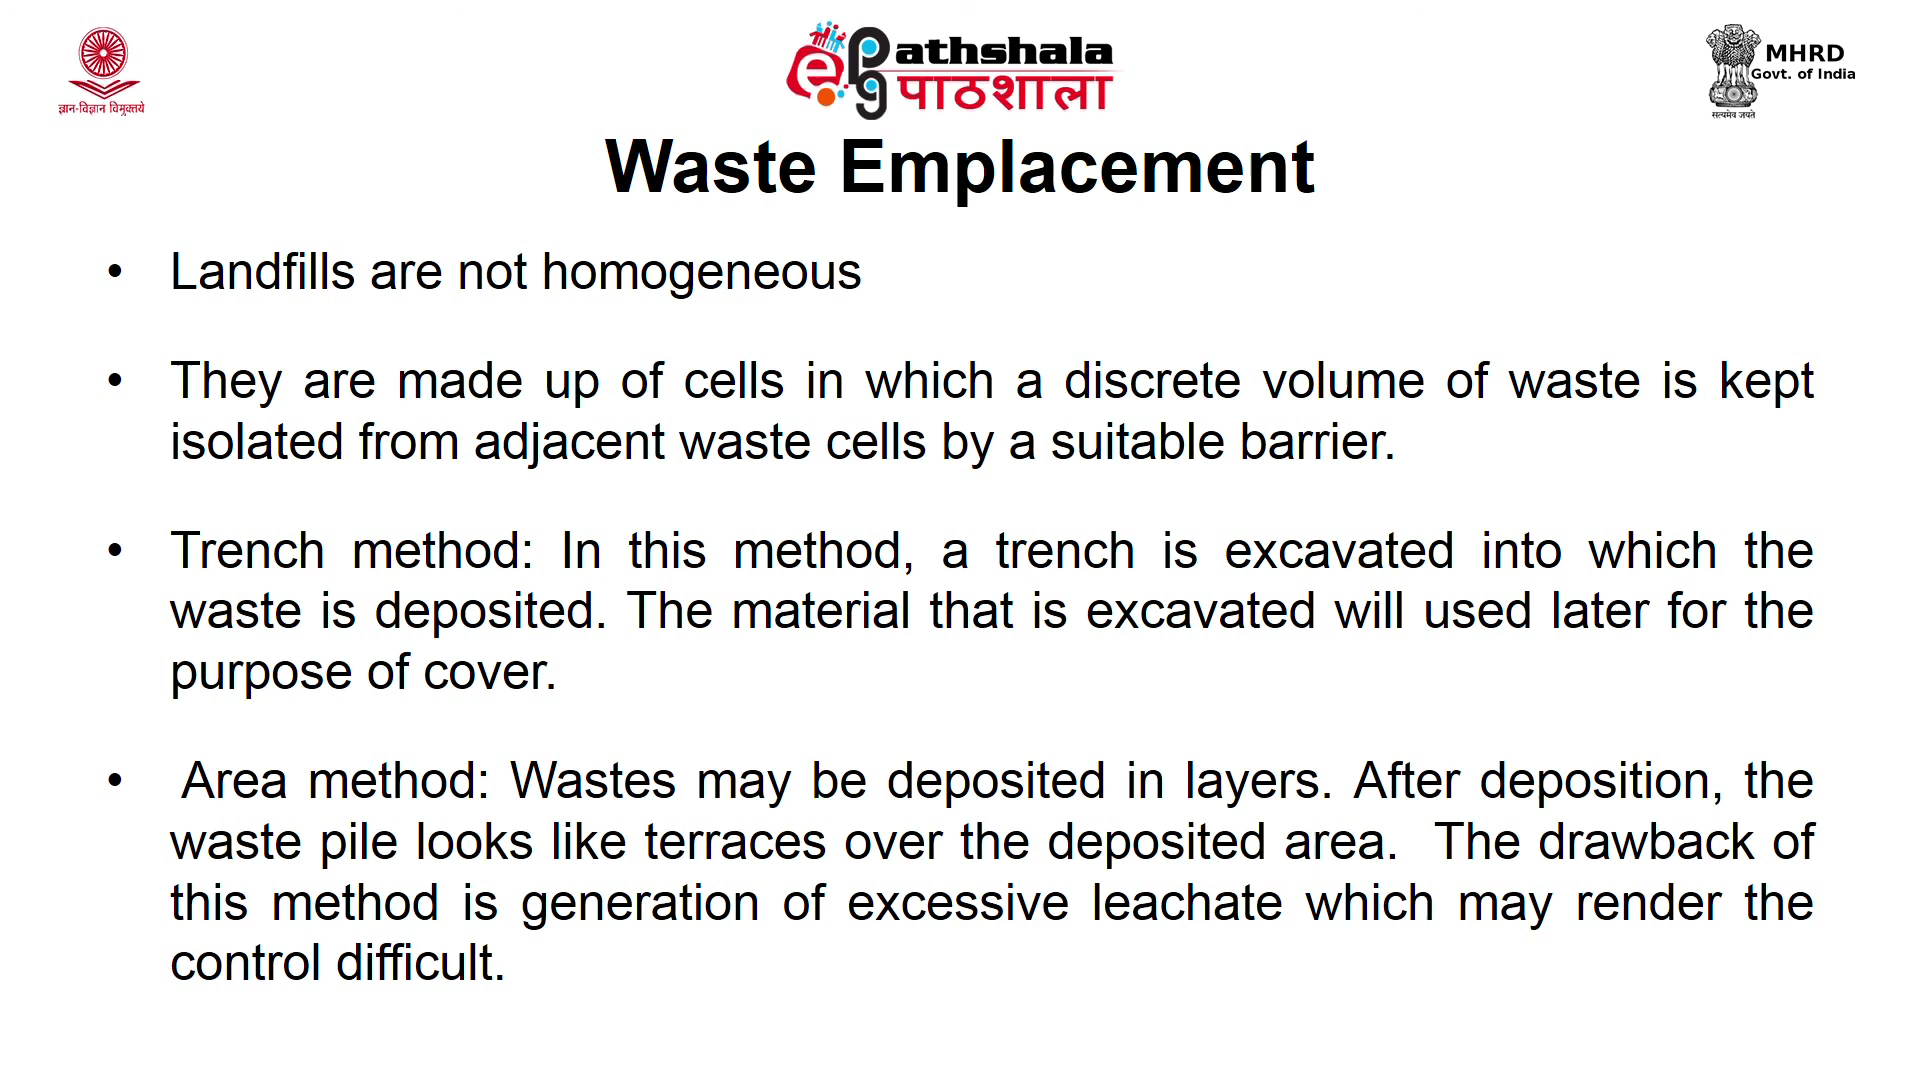 ज्ञान-विज्ञान विमुक्तये
ePathshala
पाठशाला
MHRD
Govt. of India
सत्यमेव जयते
Waste Emplacement
• Landfills are not homogeneous
• They are made up of cells in which a discrete volume of waste is kept
isolated from adjacent waste cells by a suitable barrier.
• Trench method: In this method, a trench is excavated into which the
waste is deposited. The material that is excavated will used later for the
purpose of cover.
• Area method: Wastes may be deposited in layers. After deposition, the
waste pile looks like terraces over the deposited area. The drawback of
this method is generation of excessive leachate which may render the
control difficult.